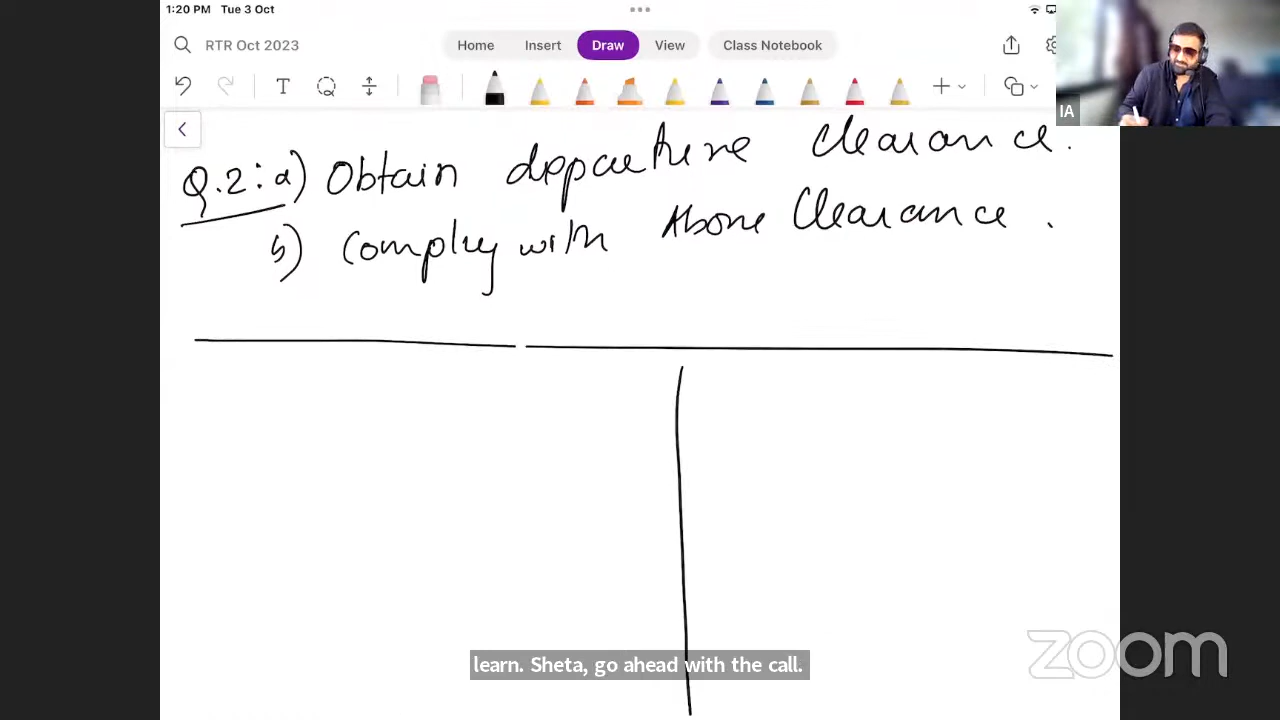 1:20 PM Tue 3 Oct
RTR Oct 2023
Home Insert Draw View Class Notebook
T
IA
Q.2: a) Obtain departure Clearance.
b) Comply with Above Clearance.
learn. Sheta, go ahead with the call.
zoom